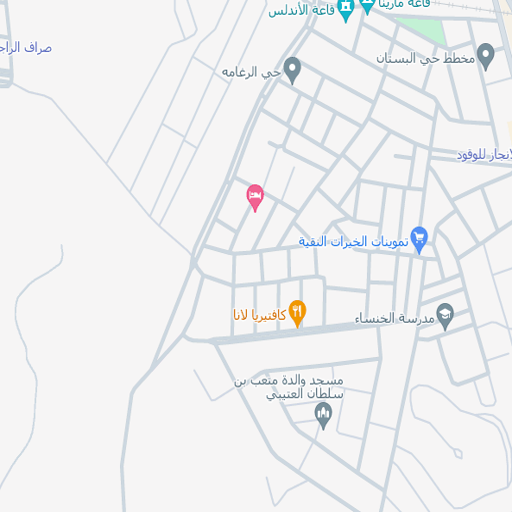 قاعة مارينا
قاعة الأندلس
صراف الراج
مخطط حي البستان
حي الرغامه
لانجاز للوقود
تموينات الخيرات النقية
كافتيريا لانا
مدرسة الخنساء
مسجد والدة متعب بن
سلطان العتيبي